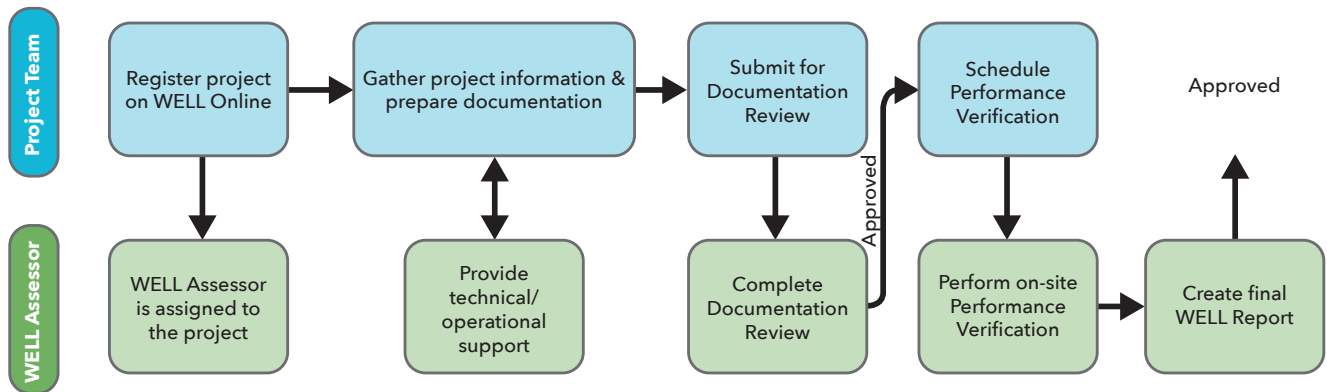 Project Team
Register project
on WELL Online
Gather project information &
prepare documentation
Submit for
Documentation
Review
Schedule
Performance
Verification
Approved
Approved
WELL Assessor
WELL Assessor
is assigned to
the project
Provide
technical/
operational
support
Complete
Documentation
Review
Perform on-site
Performance
Verification
Create final
WELL Report